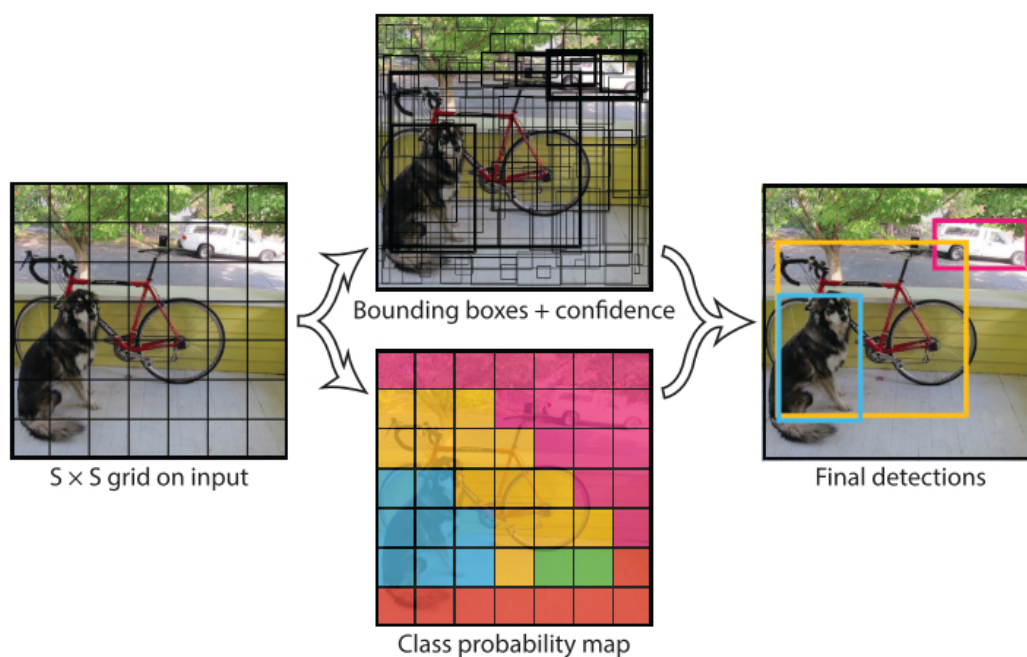 Bounding boxes + confidence
S × S grid on input
Final detections
Class probability map